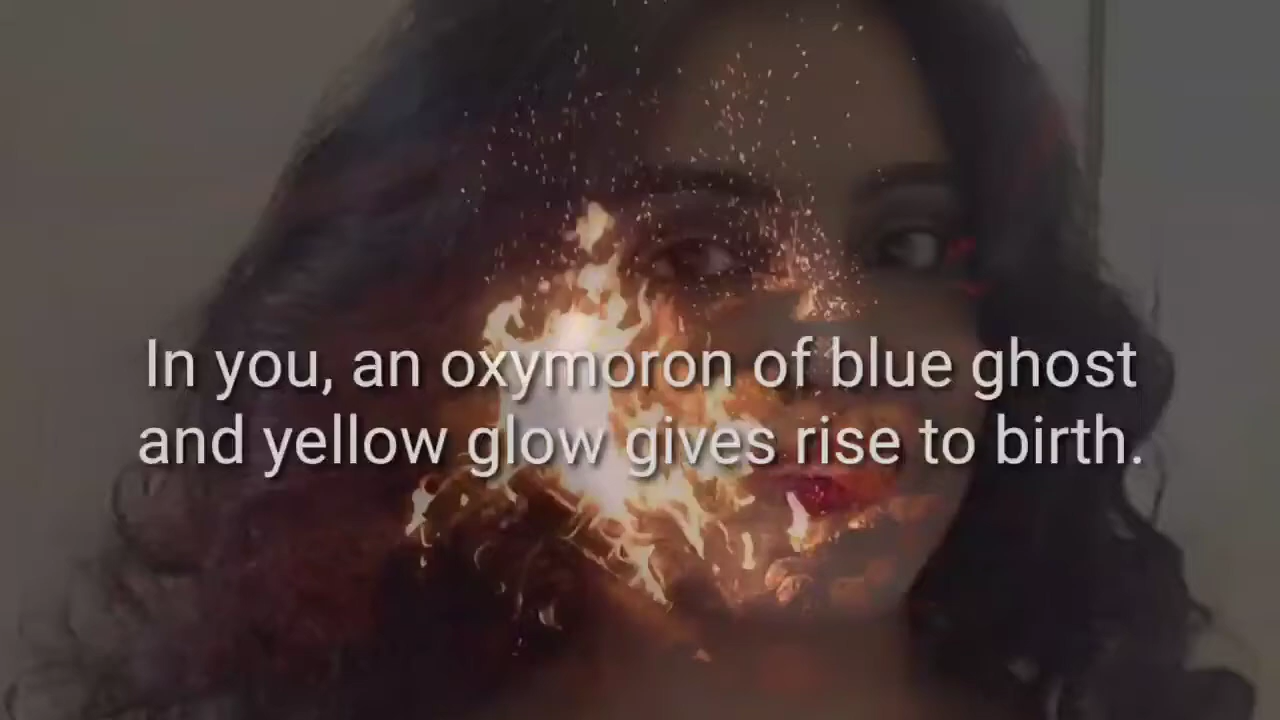 In you, an oxymoron of blue ghost
and yellow glow gives rise to birth.